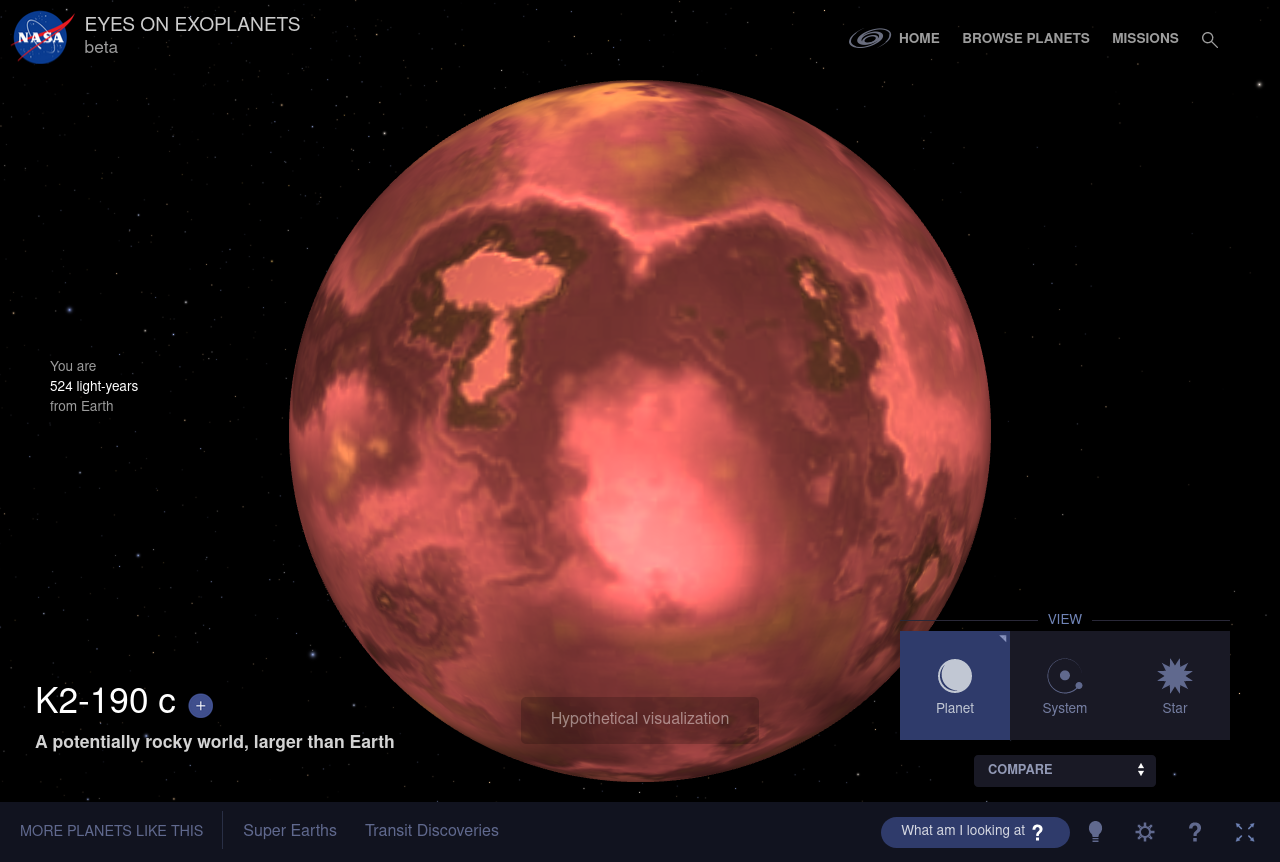 NASA
EYES ON EXOPLANETS
beta
HOME
BROWSE PLANETS
MISSIONS
You are
524 light-years
from Earth
K2-190 c +
A potentially rocky world, larger than Earth
Hypothetical visualization
VIEW
Planet
System
Star
COMPARE
MORE PLANETS LIKE THIS
Super Earths
Transit Discoveries
What am I looking at ?
?